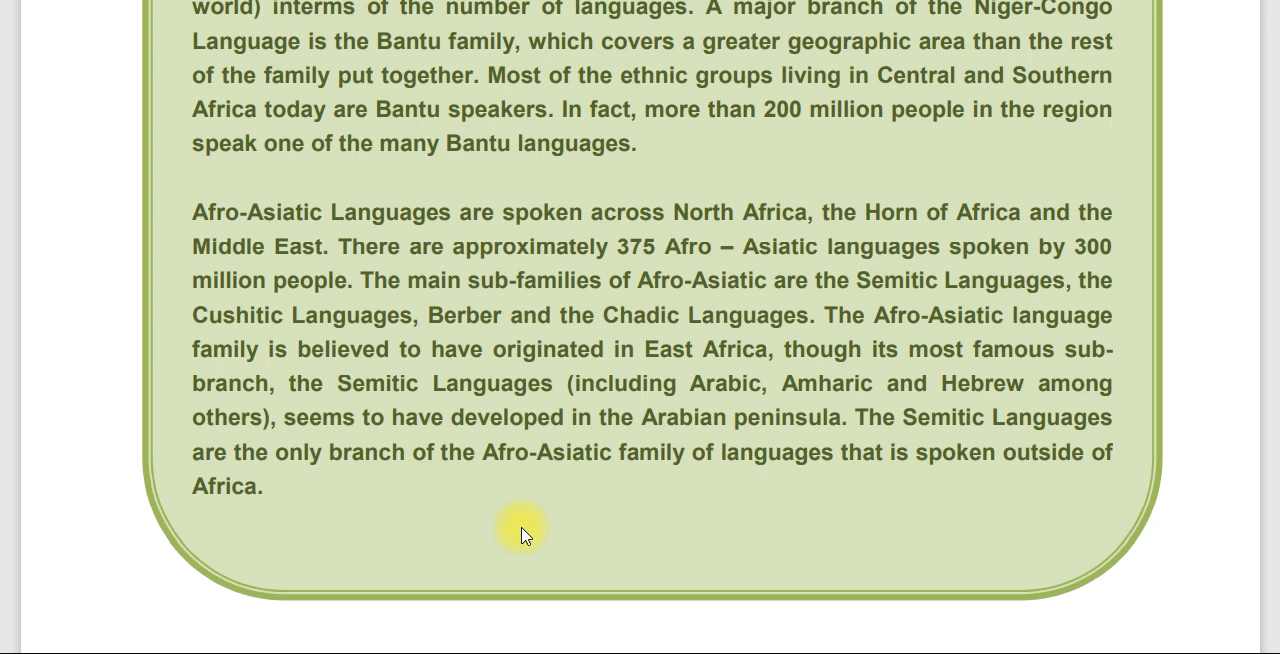 world) interms of the number of languages. A major branch of the Niger-Congo
Language is the Bantu family, which covers a greater geographic area than the rest
of the family put together. Most of the ethnic groups living in Central and Southern
Africa today are Bantu speakers. In fact, more than 200 million people in the region
speak one of the many Bantu languages.
Afro-Asiatic Languages are spoken across North Africa, the Horn of Africa and the
Middle East. There are approximately 375 Afro – Asiatic languages spoken by 300
million people. The main sub-families of Afro-Asiatic are the Semitic Languages, the
Cushitic Languages, Berber and the Chadic Languages. The Afro-Asiatic language
family is believed to have originated in East Africa, though its most famous sub-
branch, the Semitic Languages (including Arabic, Amharic and Hebrew among
others), seems to have developed in the Arabian peninsula. The Semitic Languages
are the only branch of the Afro-Asiatic family of languages that is spoken outside of
Africa.